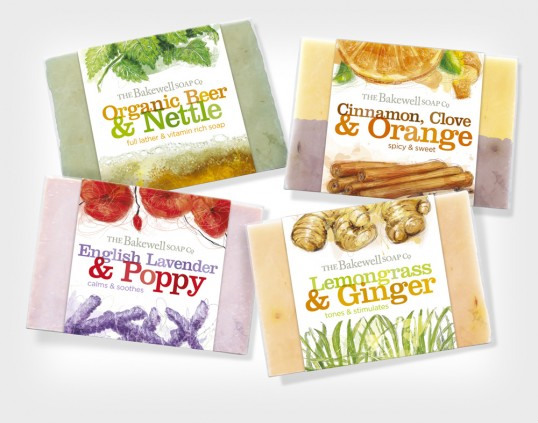 THE Bakewell SOAP Co
Organic Beer
& Nettle
full lather & vitamin rich soap
THE Bakewell SOAP Co
Cinnamon, Clove
& Orange
spicy & sweet
THE Bakewell SOAP Co
English Lavender
& Poppy
calms & soothes
THE Bakewell SOAP Co
Lemongrass
& Ginger
tones & stimulates